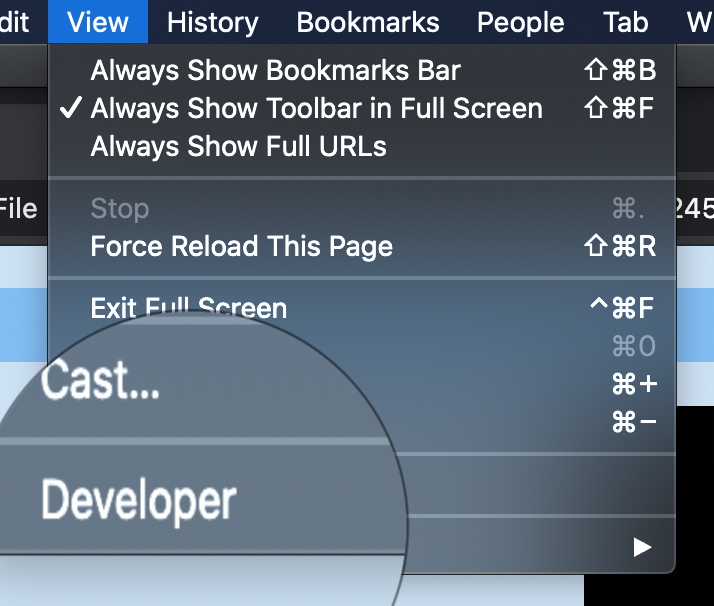 dit View History Bookmarks People Tab W
Always Show Bookmarks Bar ⇧⌘B
✓ Always Show Toolbar in Full Screen ⇧⌘F
Always Show Full URLs
File 245
Stop ⌘.
Force Reload This Page ⇧⌘R
Exit Full Screen ^⌘F
⌘0
Cast... ⌘+
⌘−
Developer ▶